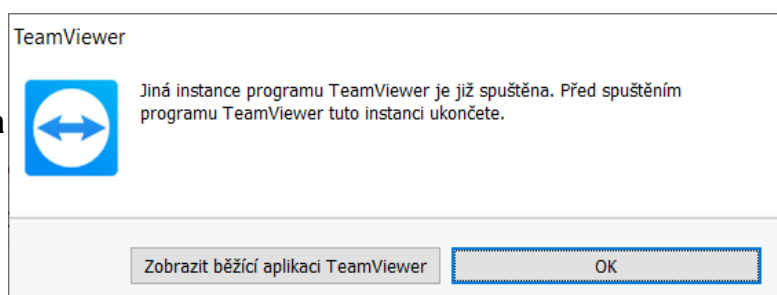 TeamViewer
Jiná instance programu TeamViewer je již spuštěna. Před spuštěním
programu TeamViewer tuto instanci ukončete.
Zobrazit běžící aplikaci TeamViewer
OK